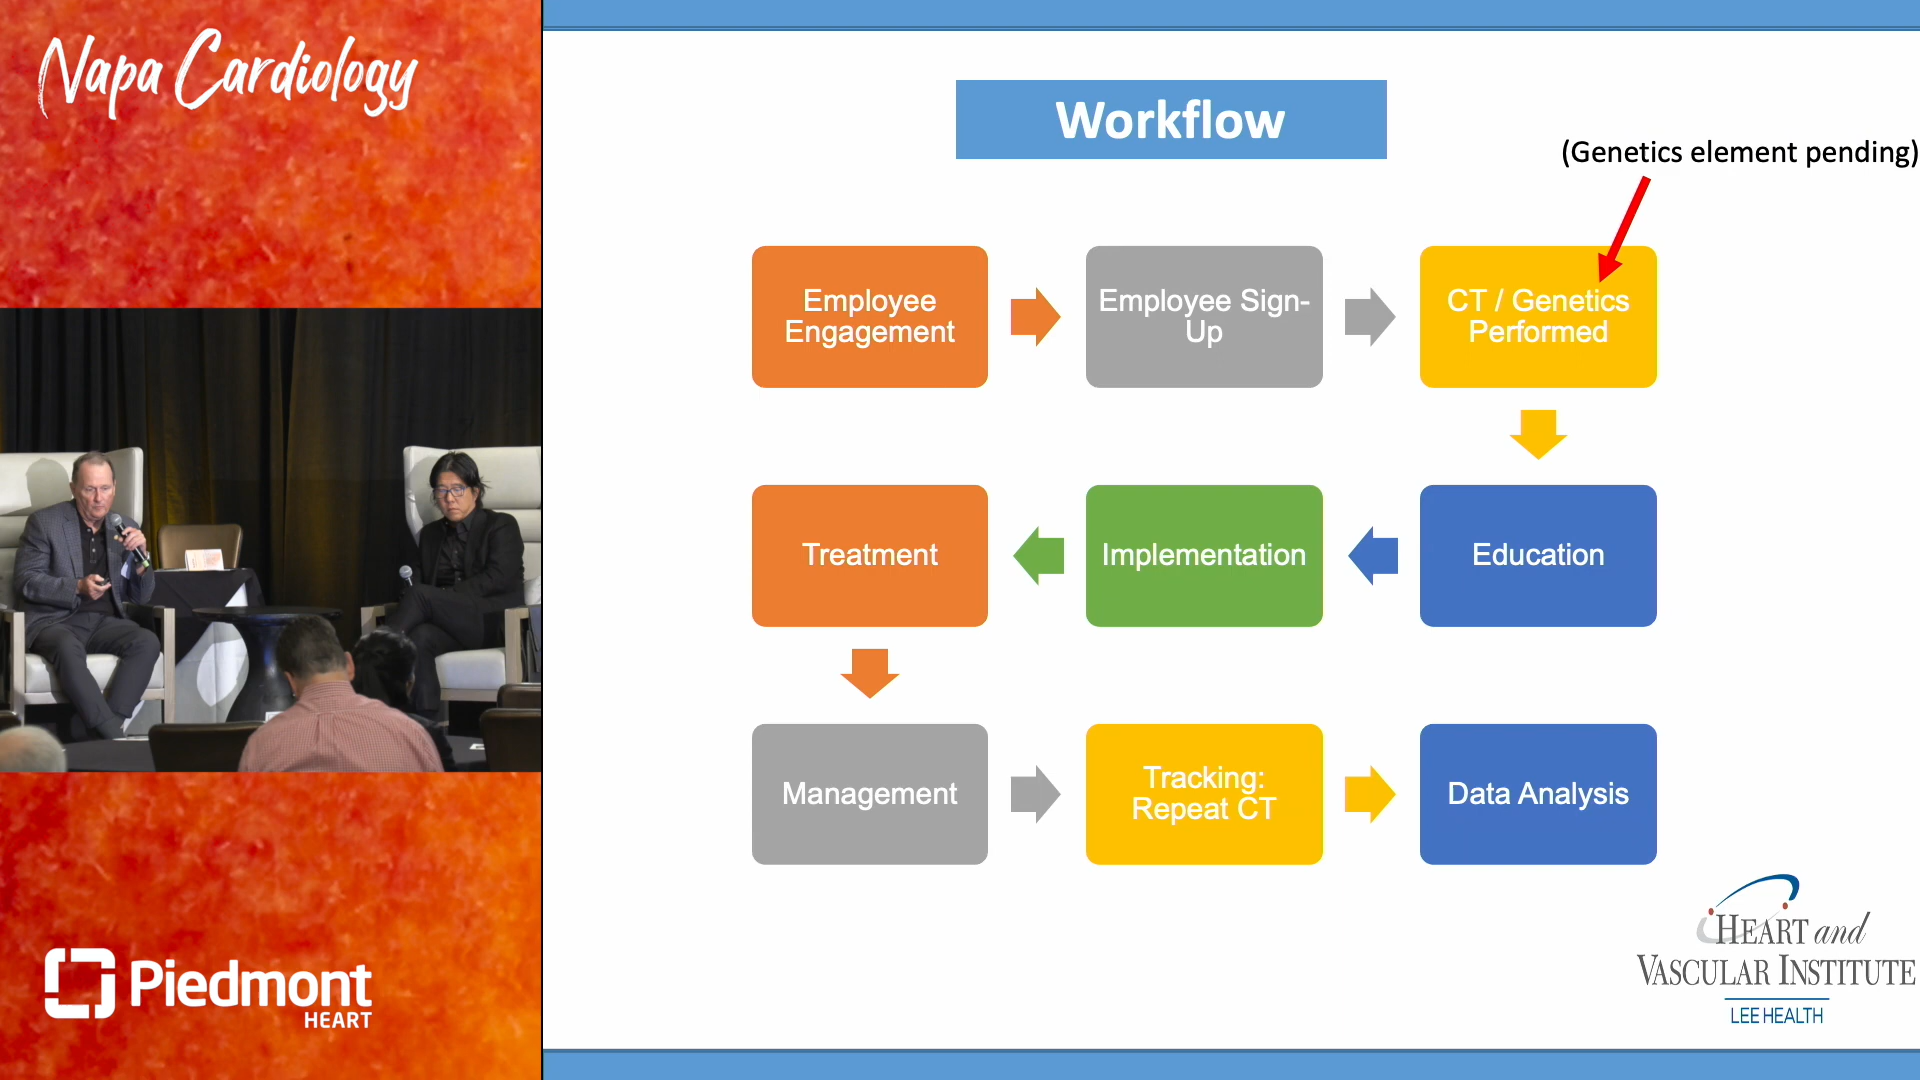 Napa Cardiology
Workflow
(Genetics element pending)
Employee
Engagement
Employee Sign-
Up
CT / Genetics
Performed
Treatment
Implementation
Education
Management
Tracking:
Repeat CT
Data Analysis
Piedmont
HEART
HEART and
VASCULAR INSTITUTE
LEE HEALTH